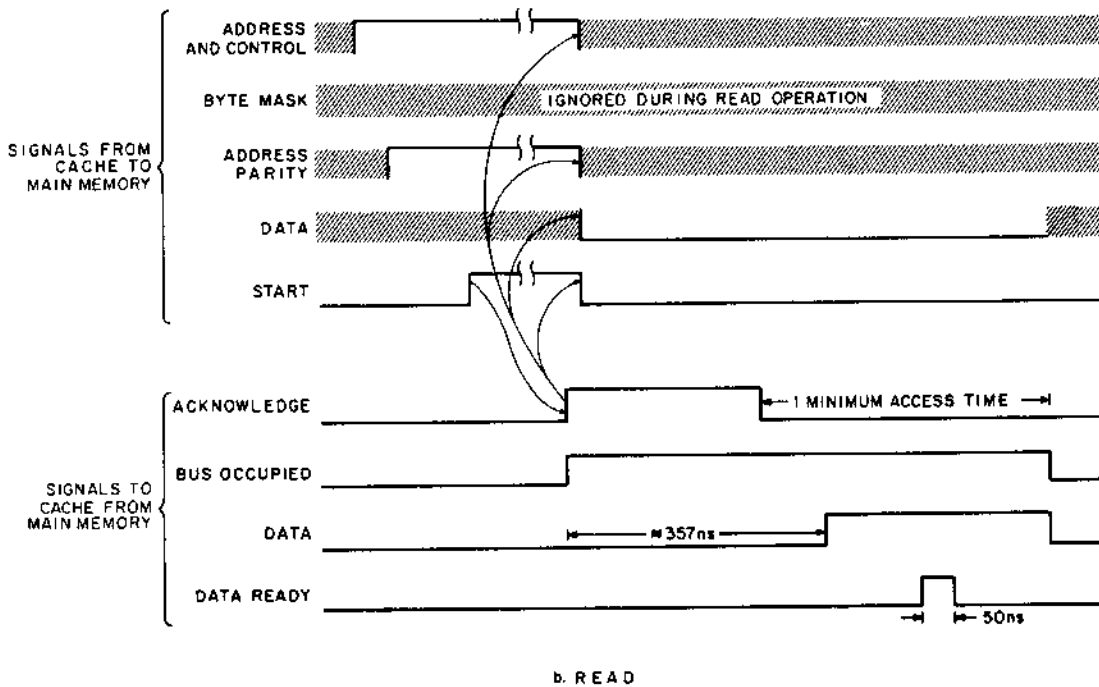 ADDRESS
AND CONTROL
BYTE MASK
IGNORED DURING READ OPERATION
SIGNALS FROM
CACHE TO
MAIN MEMORY
ADDRESS
PARITY
DATA
START
ACKNOWLEDGE
1 MINIMUM ACCESS TIME
BUS OCCUPIED
SIGNALS TO
CACHE FROM
MAIN MEMORY
DATA
≈357ns
DATA READY
50ns
b. READ